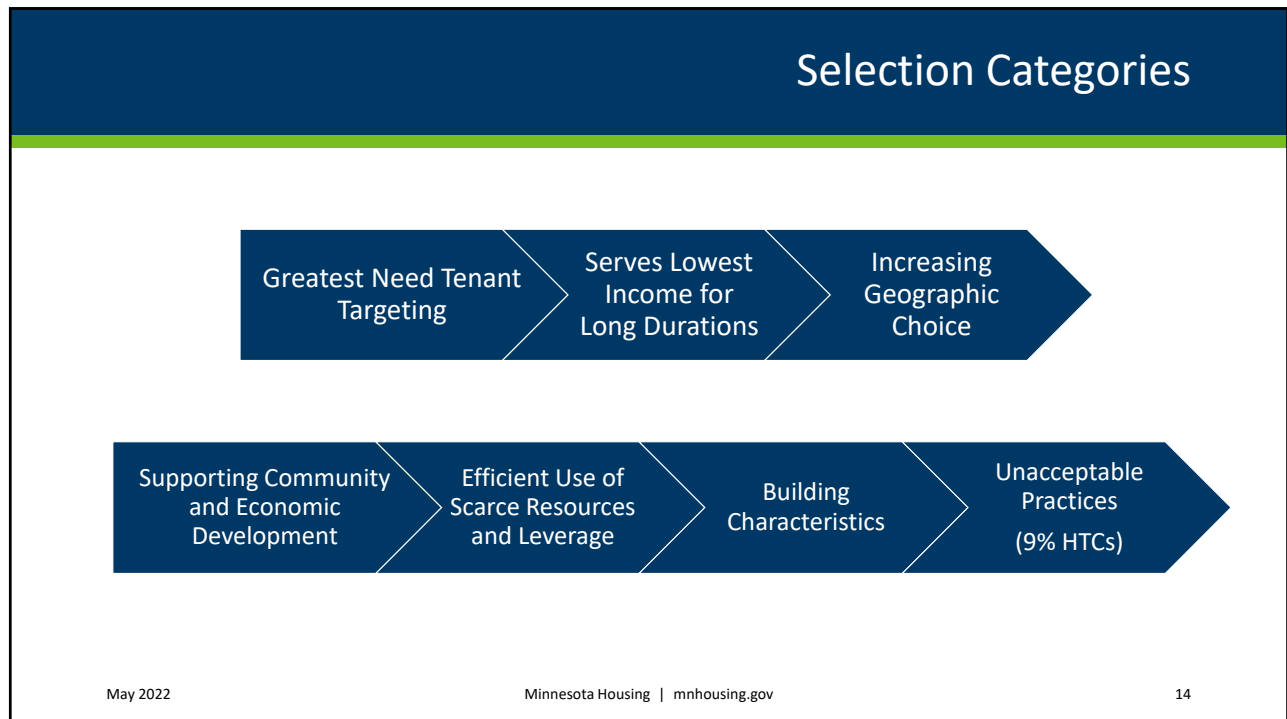 Selection Categories
Greatest Need Tenant
Targeting
Serves Lowest
Income for
Long Durations
Increasing
Geographic
Choice
Supporting Community
and Economic
Development
Efficient Use of
Scarce Resources
and Leverage
Building
Characteristics
Unacceptable
Practices
(9% HTCs)
May 2022
Minnesota Housing | mnhousing.gov
14